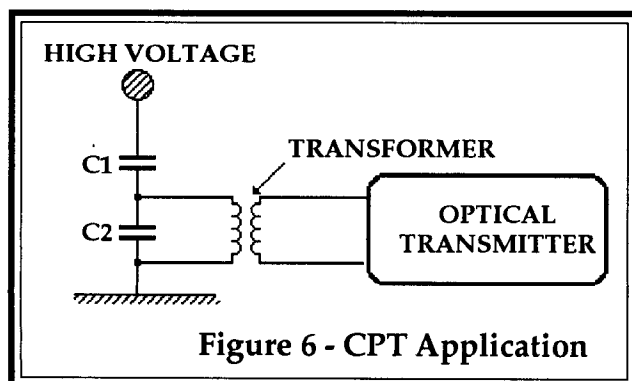 HIGH VOLTAGE
C1
TRANSFORMER
C2
OPTICAL
TRANSMITTER
Figure 6 - CPT Application